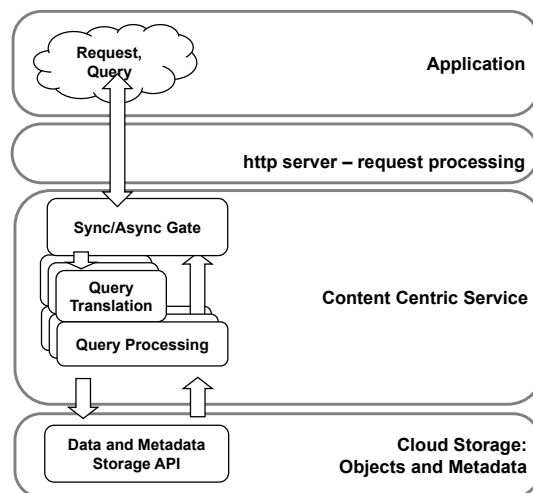 Request,
Query
Application
http server – request processing
Sync/Async Gate
Query
Translation
Content Centric Service
Query Processing
Data and Metadata
Storage API
Cloud Storage:
Objects and Metadata